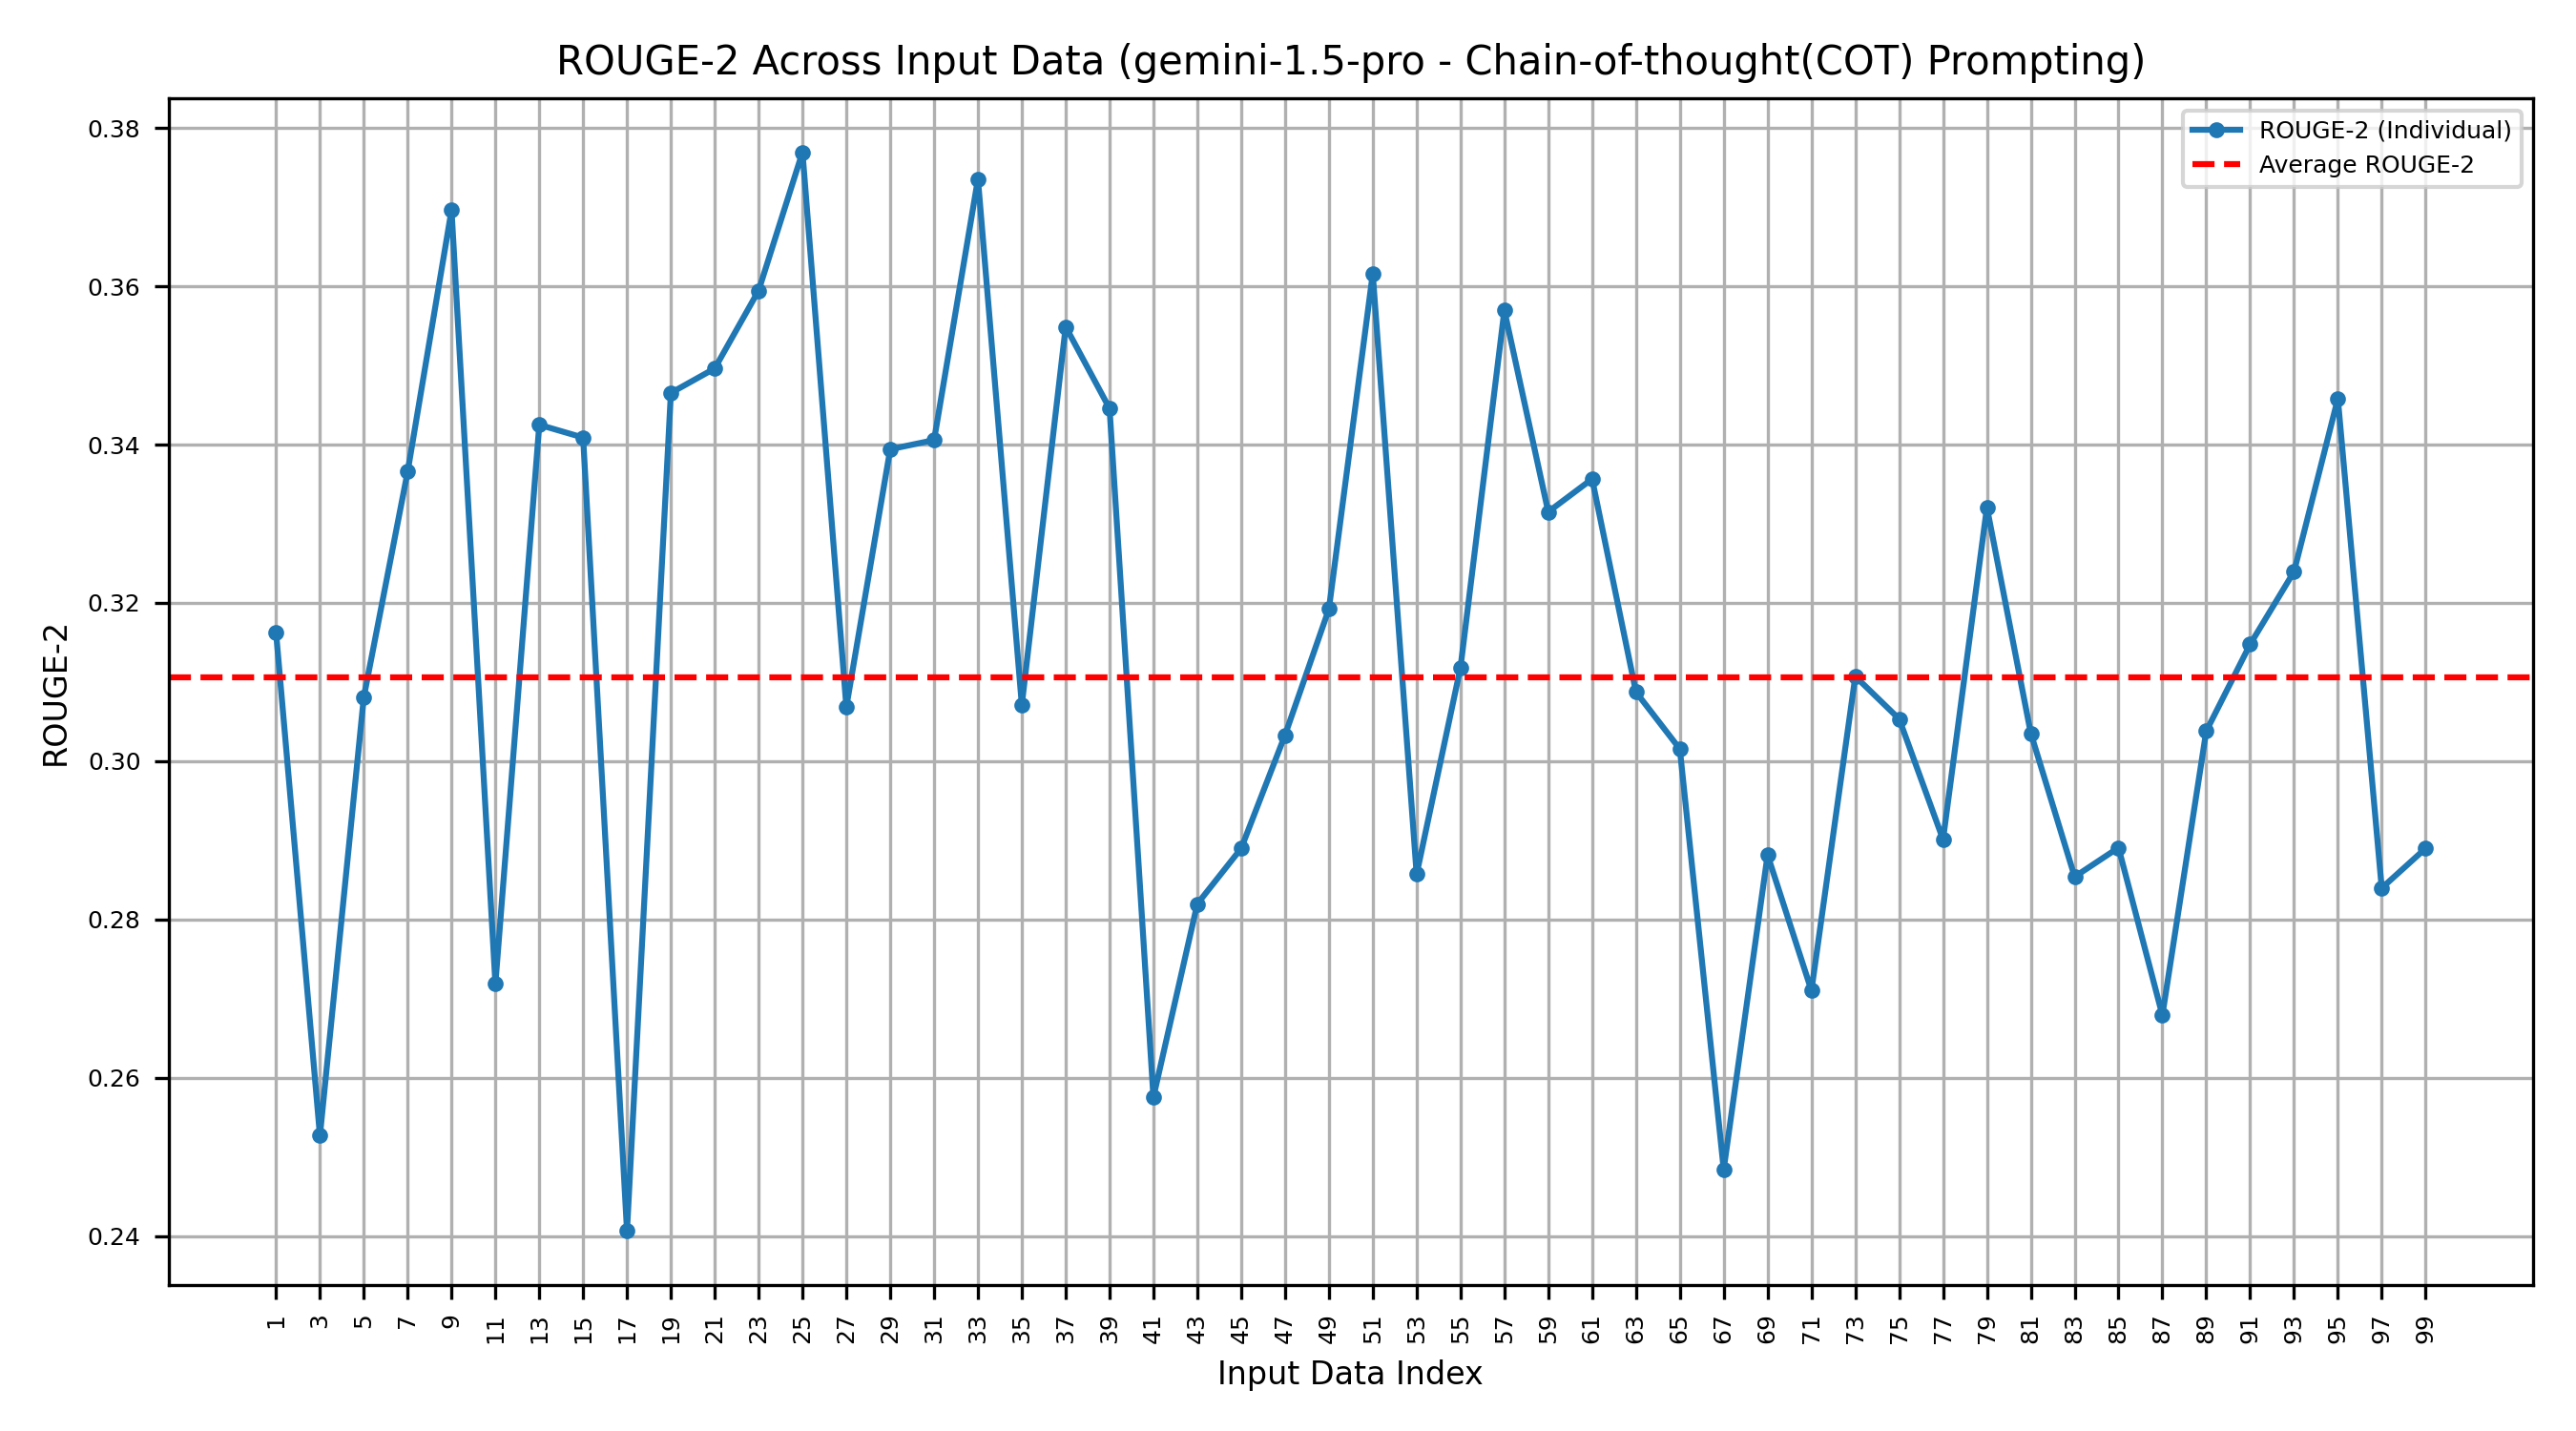 ROUGE-2 Across Input Data (gemini-1.5-pro - Chain-of-thought(COT) Prompting)
ROUGE-2 (Individual)
Average ROUGE-2
0.38
0.36
0.34
0.32
0.30
0.28
0.26
0.24
ROUGE-2
1 3 5 7 9 11 13 15 17 19 21 23 25 27 29 31 33 35 37 39 41 43 45 47 49 51 53 55 57 59 61 63 65 67 69 71 73 75 77 79 81 83 85 87 89 91 93 95 97 99
Input Data Index